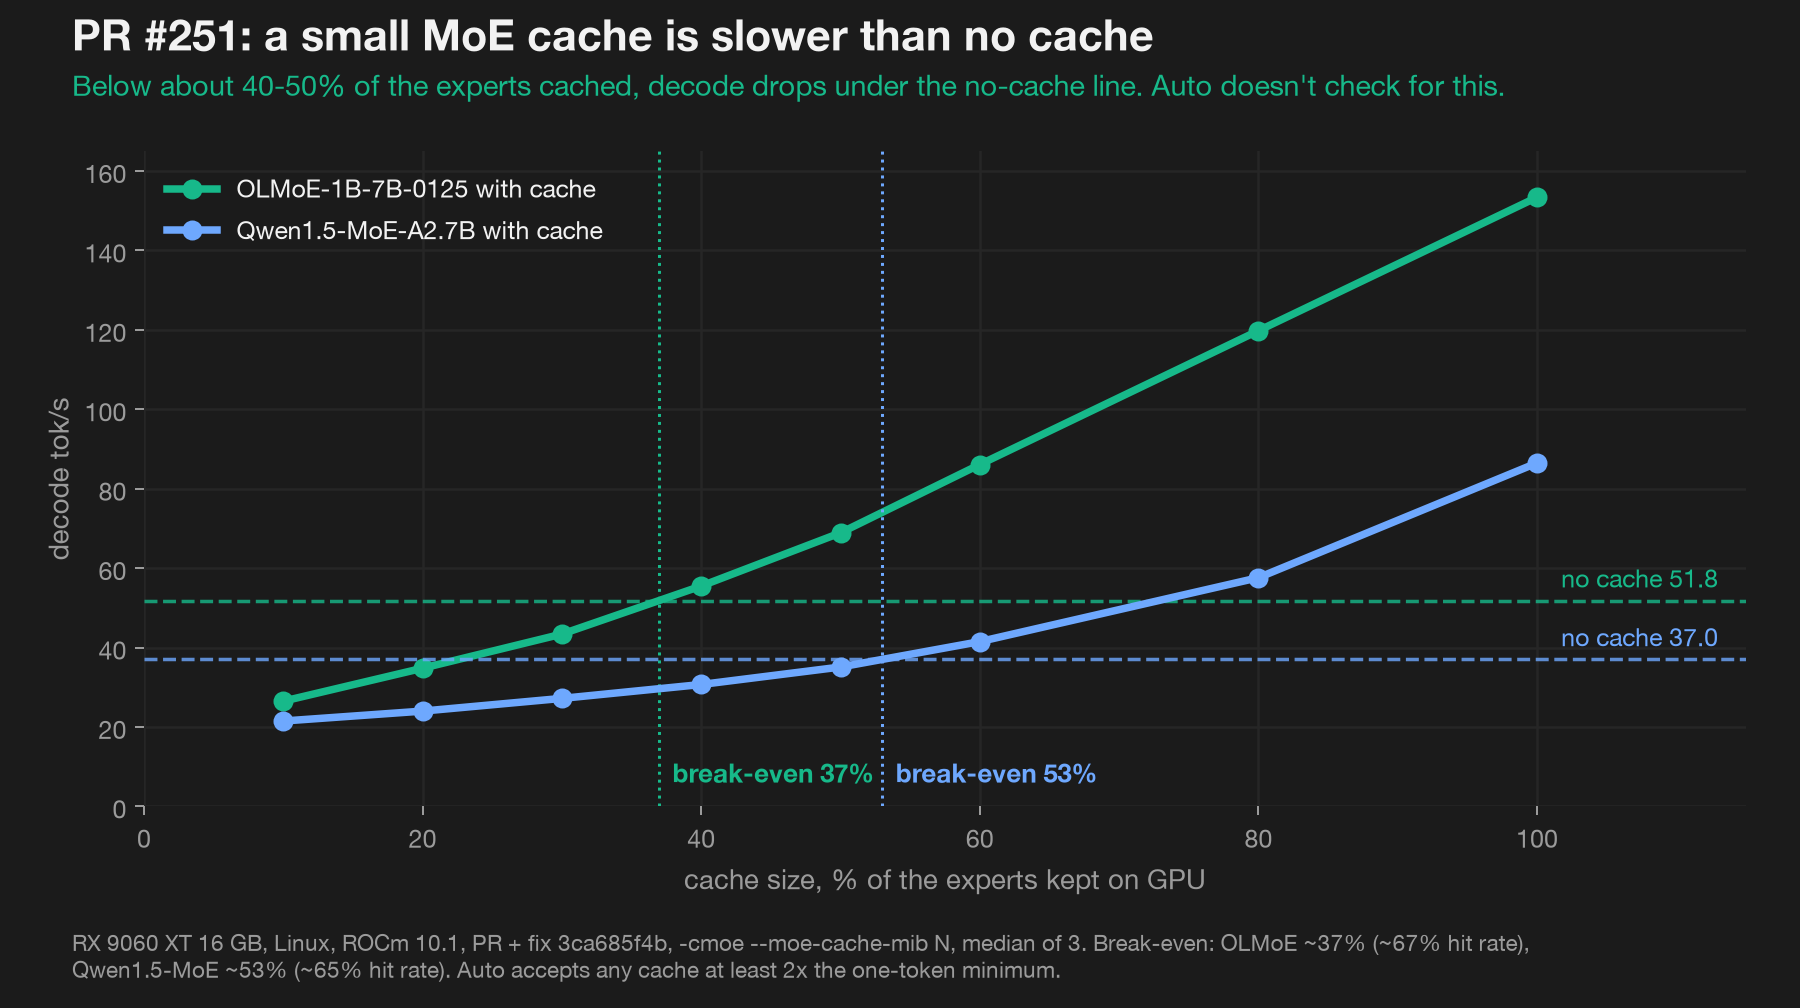 PR #251: a small MoE cache is slower than no cache
Below about 40-50% of the experts cached, decode drops under the no-cache line. Auto doesn't check for this.
OLMoE-1B-7B-0125 with cache
Qwen1.5-MoE-A2.7B with cache
decode tok/s
160
140
120
100
80
60
40
20
0
no cache 51.8
no cache 37.0
break-even 37%
break-even 53%
0
20
40
60
80
100
cache size, % of the experts kept on GPU
RX 9060 XT 16 GB, Linux, ROCm 10.1, PR + fix 3ca685f4b, -cmoe --moe-cache-mib N, median of 3. Break-even: OLMoE ~37% (~67% hit rate),
Qwen1.5-MoE ~53% (~65% hit rate). Auto accepts any cache at least 2x the one-token minimum.